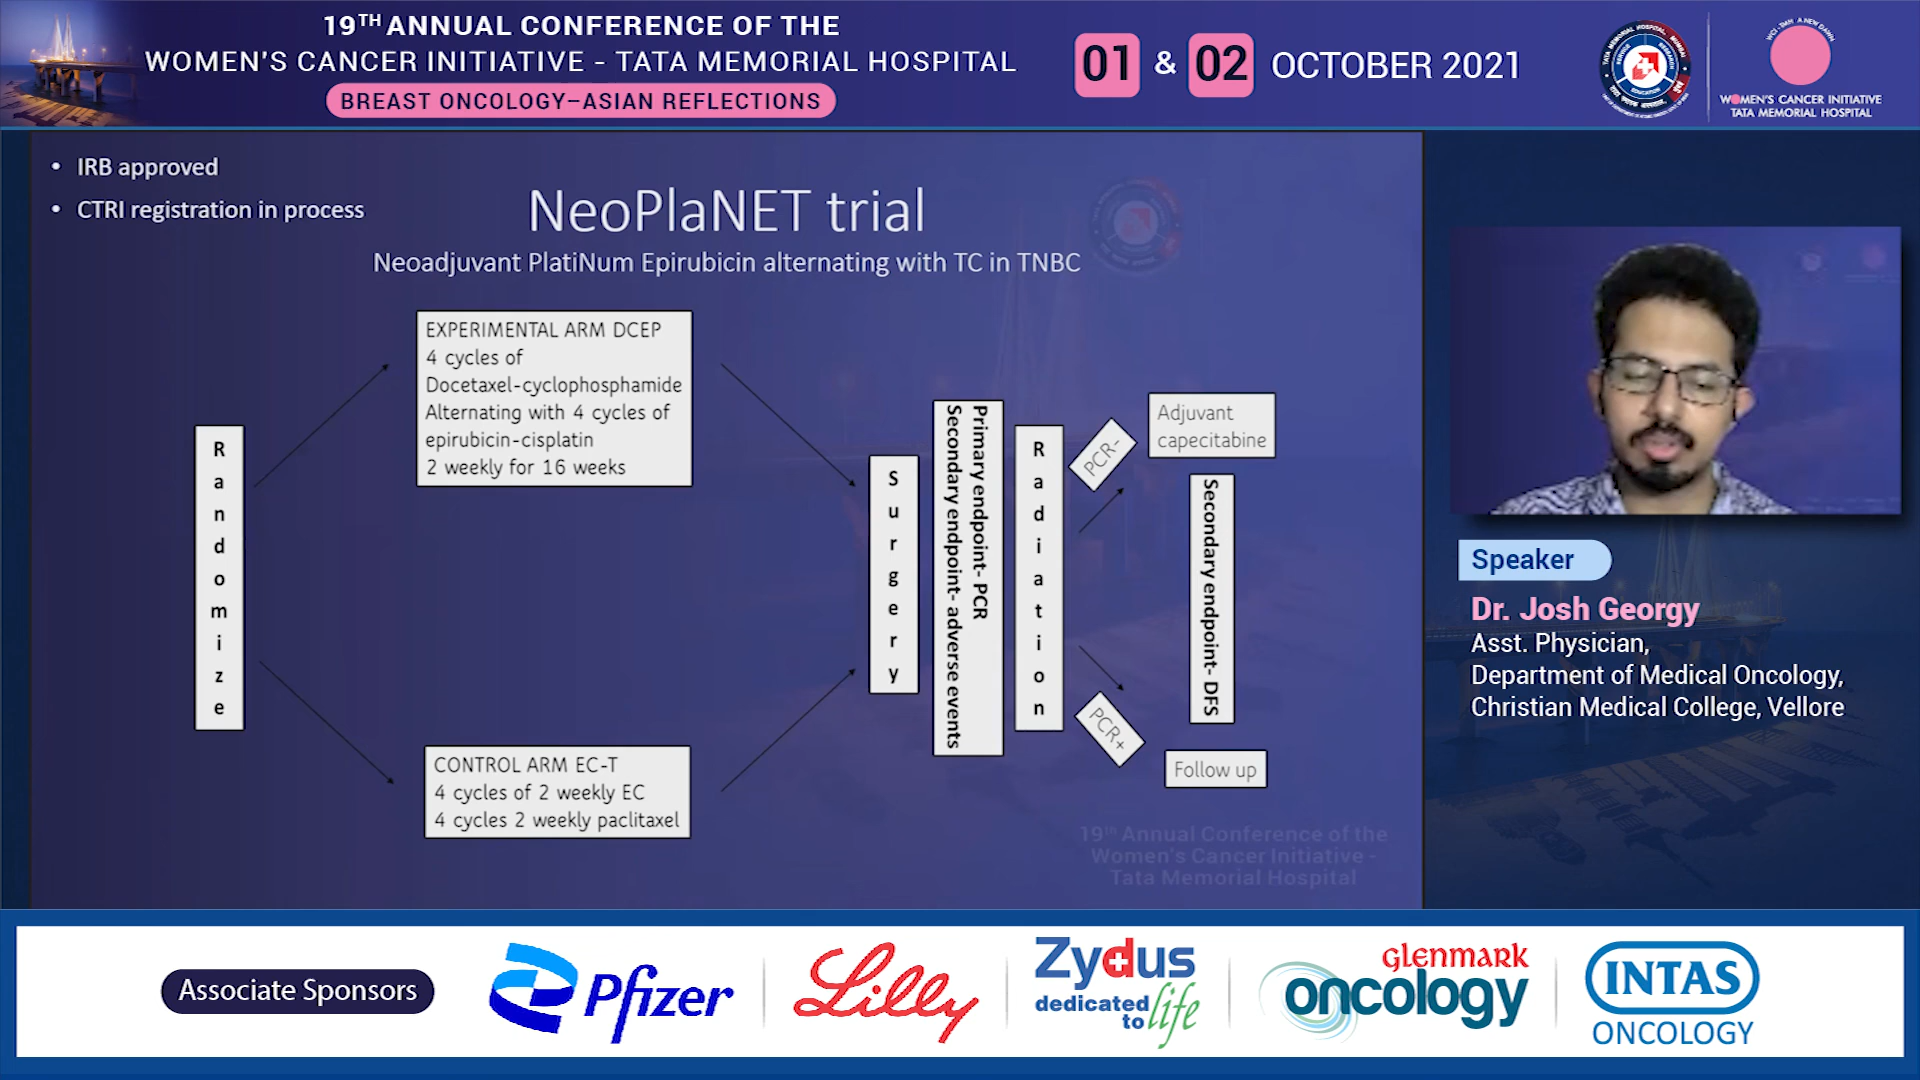 19TH ANNUAL CONFERENCE OF THE
WOMEN'S CANCER INITIATIVE - TATA MEMORIAL HOSPITAL
BREAST ONCOLOGY–ASIAN REFLECTIONS
01 & 02 OCTOBER 2021
WOMEN'S CANCER INITIATIVE
TATA MEMORIAL HOSPITAL
• IRB approved
• CTRI registration in process
NeoPlaNET trial
Neoadjuvant PlatiNum Epirubicin alternating with TC in TNBC
Randomize
EXPERIMENTAL ARM DCEP
4 cycles of
Docetaxel-cyclophosphamide
Alternating with 4 cycles of
epirubicin-cisplatin
2 weekly for 16 weeks
CONTROL ARM EC-T
4 cycles of 2 weekly EC
4 cycles 2 weekly paclitaxel
Surgery
Primary endpoint- PCR
Secondary endpoint- adverse events
Radiation
PCR-
Adjuvant
capecitabine
Secondary endpoint- DFS
PCR+
Follow up
19th Annual Conference of the
Women's Cancer Initiative -
Tata Memorial Hospital
Speaker
Dr. Josh Georgy
Asst. Physician,
Department of Medical Oncology,
Christian Medical College, Vellore
Associate Sponsors
Pfizer
Lilly
Zydus
dedicated
to life
glenmark
oncology
INTAS
ONCOLOGY